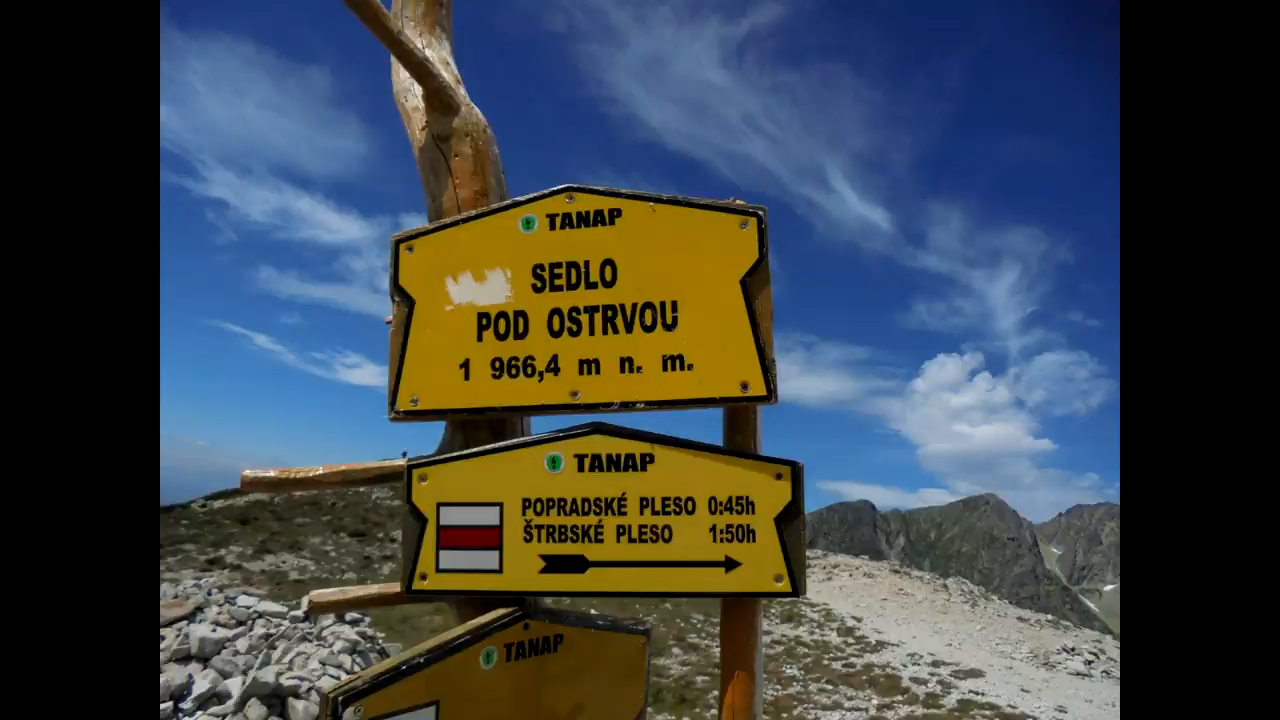 TANAP
SEDLO
POD OSTRVOU
1 966,4 m n. m.
TANAP
POPRADSKÉ PLESO 0:45h
ŠTRBSKÉ PLESO 1:50h
TANAP